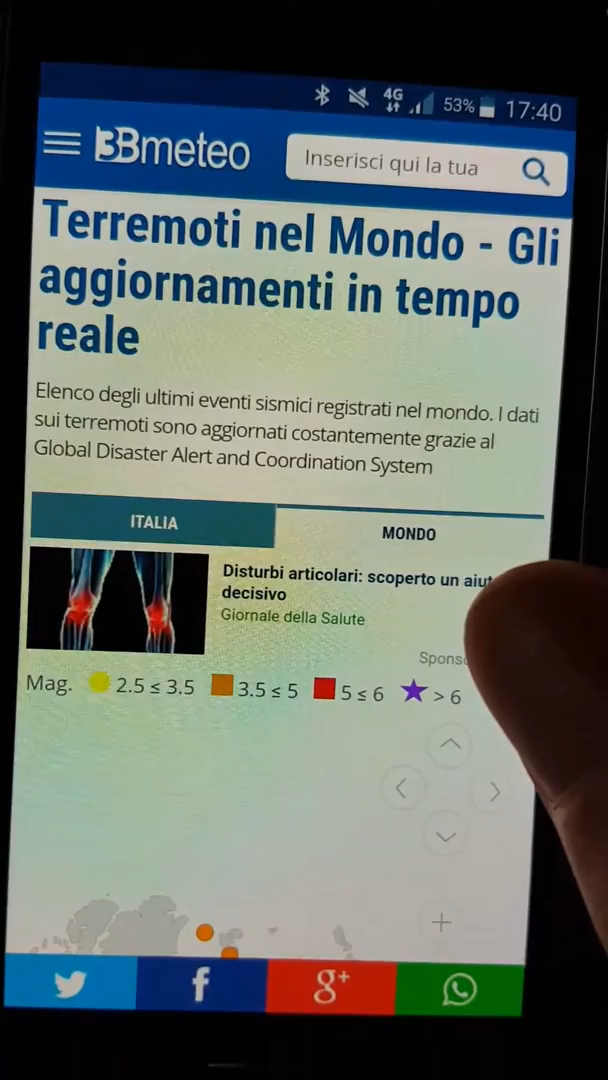 4G 53% 17:40
3Bmeteo Inserisci qui la tua
Terremoti nel Mondo - Gli
aggiornamenti in tempo
reale
Elenco degli ultimi eventi sismici registrati nel mondo. I dati
sui terremoti sono aggiornati costantemente grazie al
Global Disaster Alert and Coordination System
ITALIA MONDO
Disturbi articolari: scoperto un
decisivo
Giornale della Salute
Mag. 2.5 ≤ 3.5 3.5 ≤ 5 5 ≤ 6 > 6
f g+